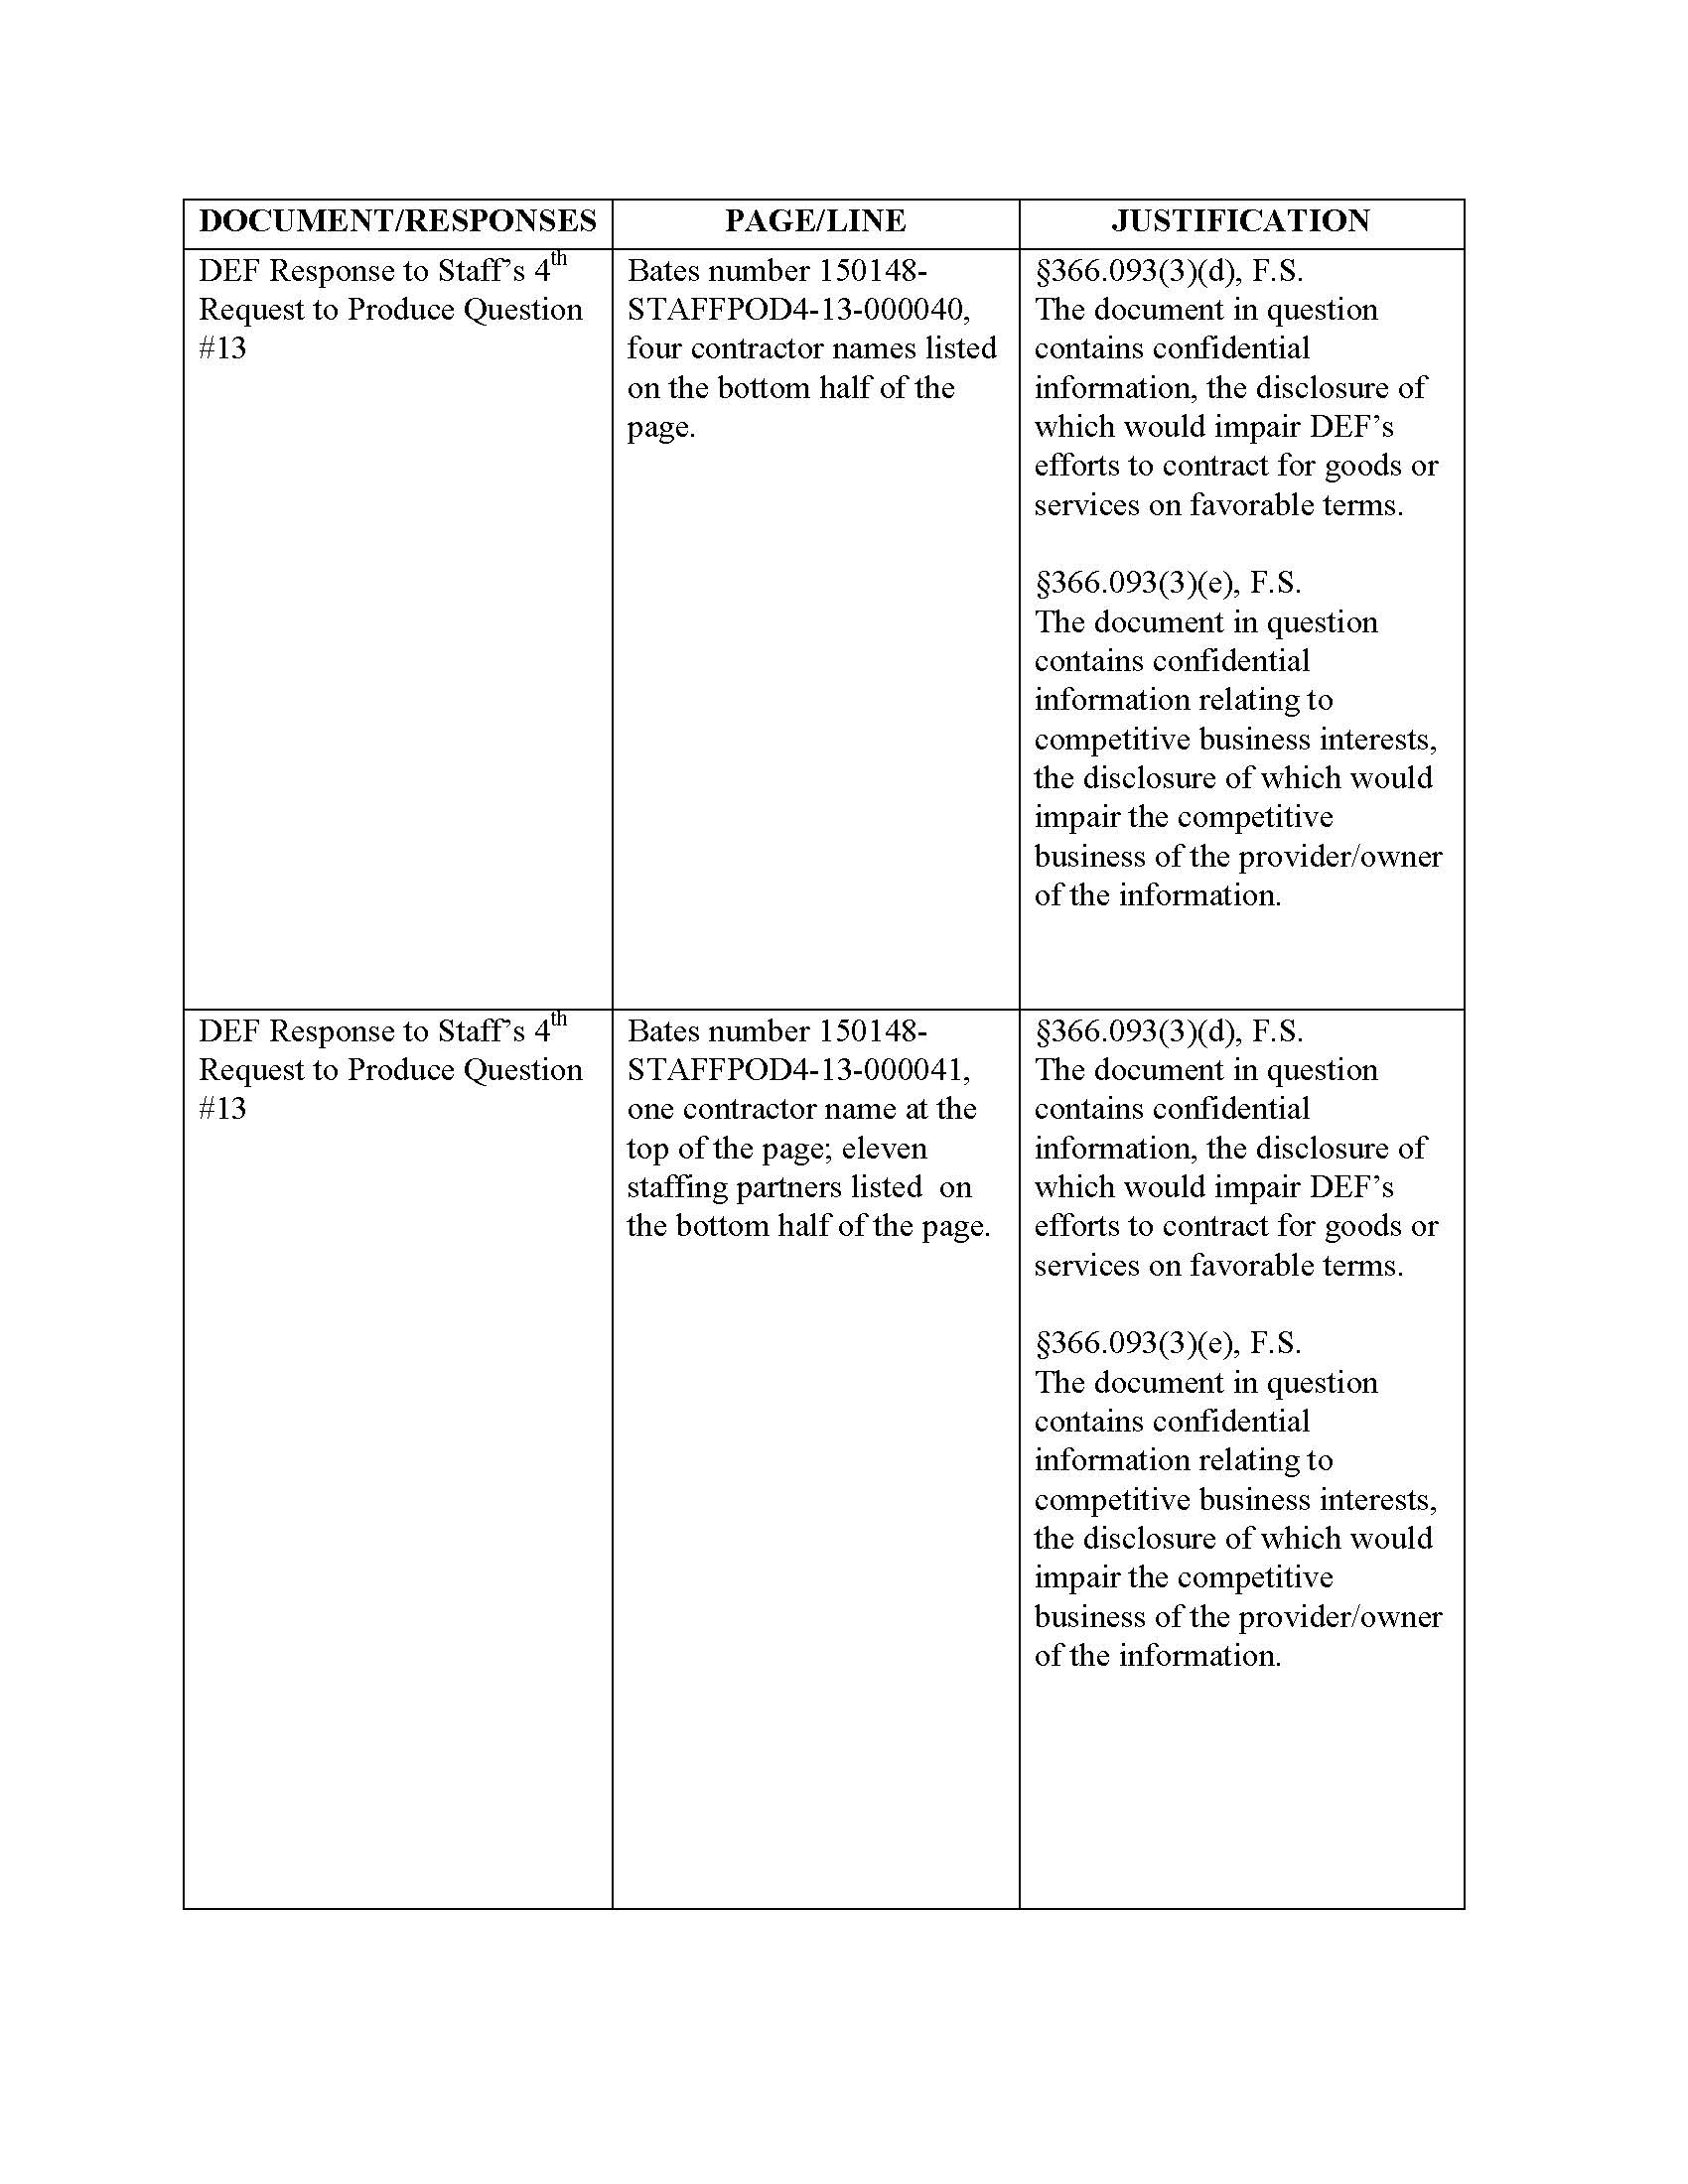 DOCUMENT/RESPONSES PAGE/LINE JUSTIFICATION
DEF Response to Staff’s 4th
Request to Produce Question
#13
Bates number 150148-
STAFFPOD4-13-000040,
four contractor names listed
on the bottom half of the
page.
§366.093(3)(d), F.S.
The document in question
contains confidential
information, the disclosure of
which would impair DEF’s
efforts to contract for goods or
services on favorable terms.
§366.093(3)(e), F.S.
The document in question
contains confidential
information relating to
competitive business interests,
the disclosure of which would
impair the competitive
business of the provider/owner
of the information.
DEF Response to Staff’s 4th
Request to Produce Question
#13
Bates number 150148-
STAFFPOD4-13-000041,
one contractor name at the
top of the page; eleven
staffing partners listed  on
the bottom half of the page.
§366.093(3)(d), F.S.
The document in question
contains confidential
information, the disclosure of
which would impair DEF’s
efforts to contract for goods or
services on favorable terms.
§366.093(3)(e), F.S.
The document in question
contains confidential
information relating to
competitive business interests,
the disclosure of which would
impair the competitive
business of the provider/owner
of the information.